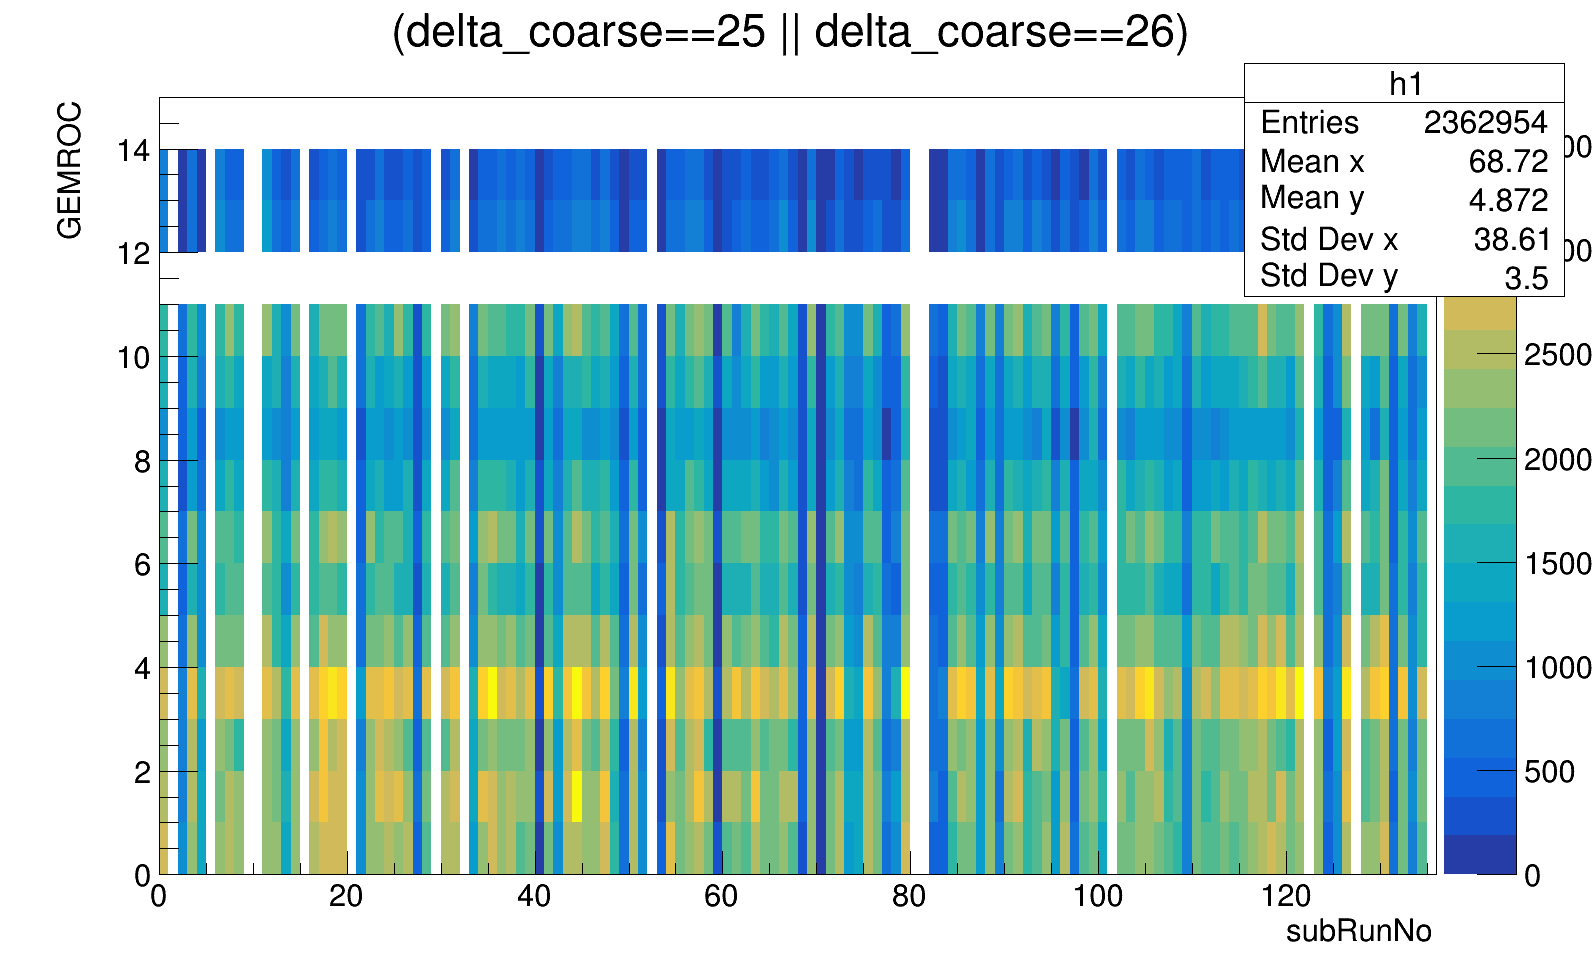 (delta_coarse==25 || delta_coarse==26)
h1
Entries 2362954
Mean x 68.72
Mean y 4.872
Std Dev x 38.61
Std Dev y 3.5
GEMROC
14
12
10
8
6
4
2
0
0 20 40 60 80 100 120
subRunNo
00
00
2500
2000
1500
1000
500
0